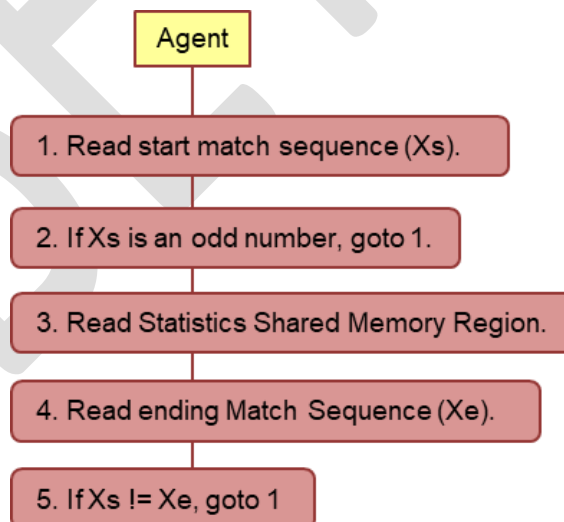 Agent
1. Read start match sequence (Xs).
2. If Xs is an odd number, goto 1.
3. Read Statistics Shared Memory Region.
4. Read ending Match Sequence (Xe).
5. If Xs != Xe, goto 1